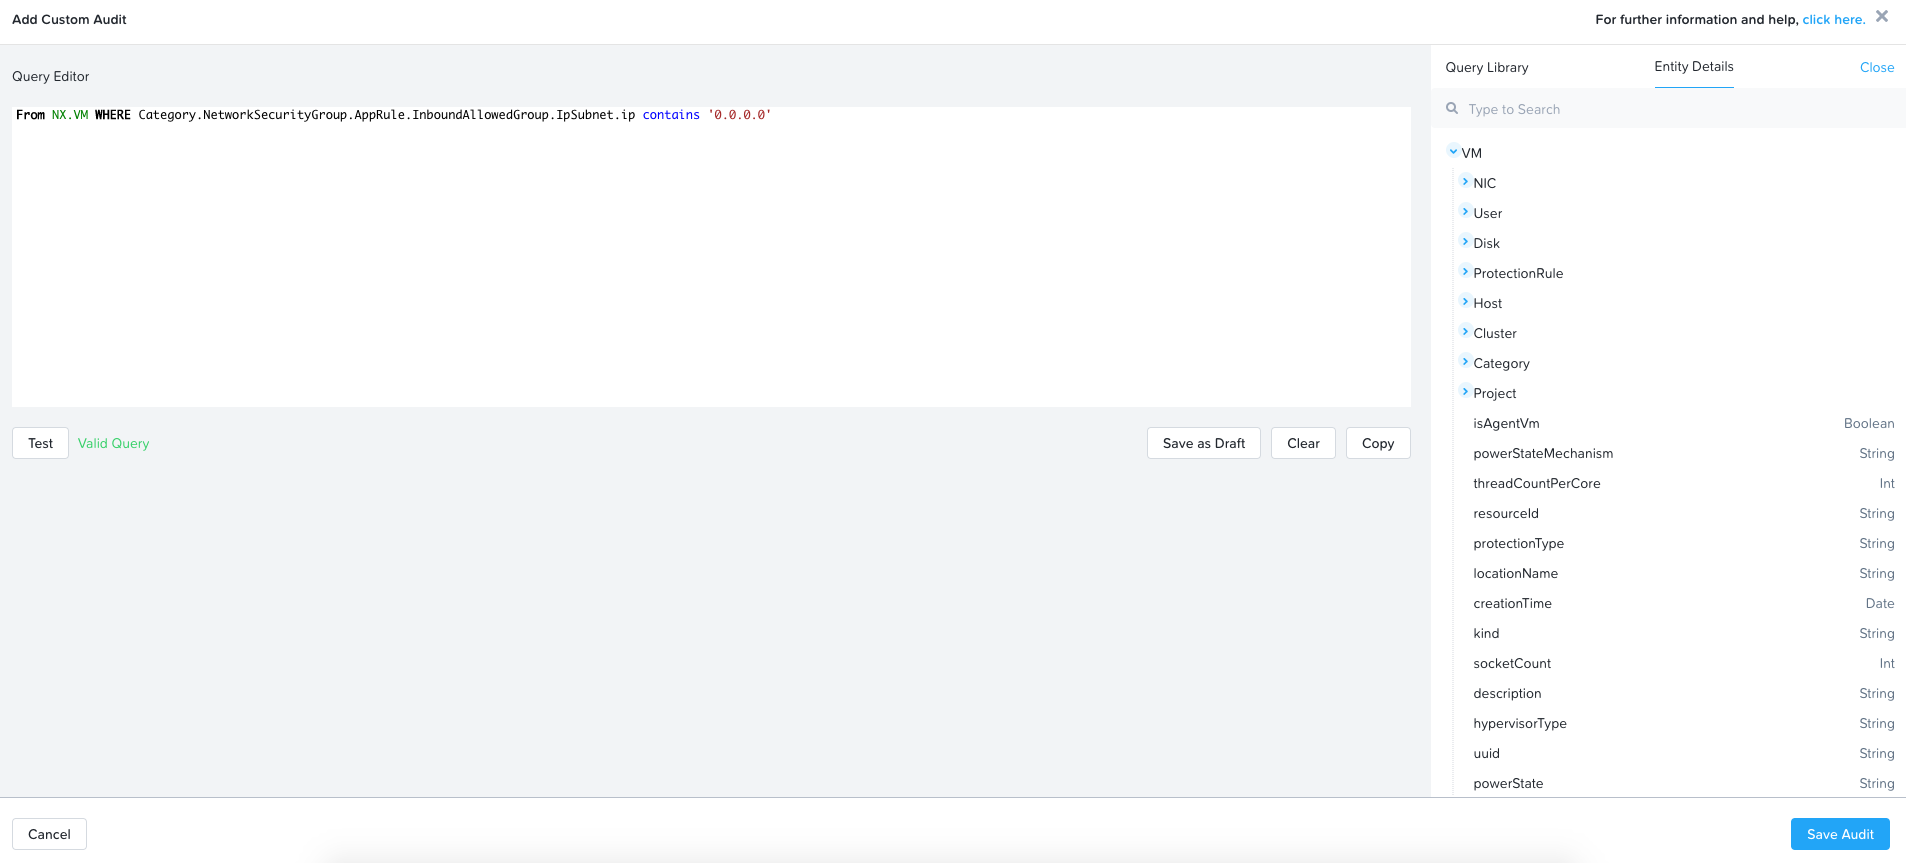 Add Custom Audit
For further information and help, click here.
Query Editor
From NX.VM WHERE Category.NetworkSecurityGroup.AppRule.InboundAllowedGroup.IpSubnet.ip contains '0.0.0.0'
Test
Valid Query
Save as Draft
Clear
Copy
Query Library
Entity Details
Close
Type to Search
VM
NIC
User
Disk
ProtectionRule
Host
Cluster
Category
Project
isAgentVm Boolean
powerStateMechanism String
threadCountPerCore Int
resourceId String
protectionType String
locationName String
creationTime Date
kind String
socketCount Int
description String
hypervisorType String
uuid String
powerState String
Cancel
Save Audit